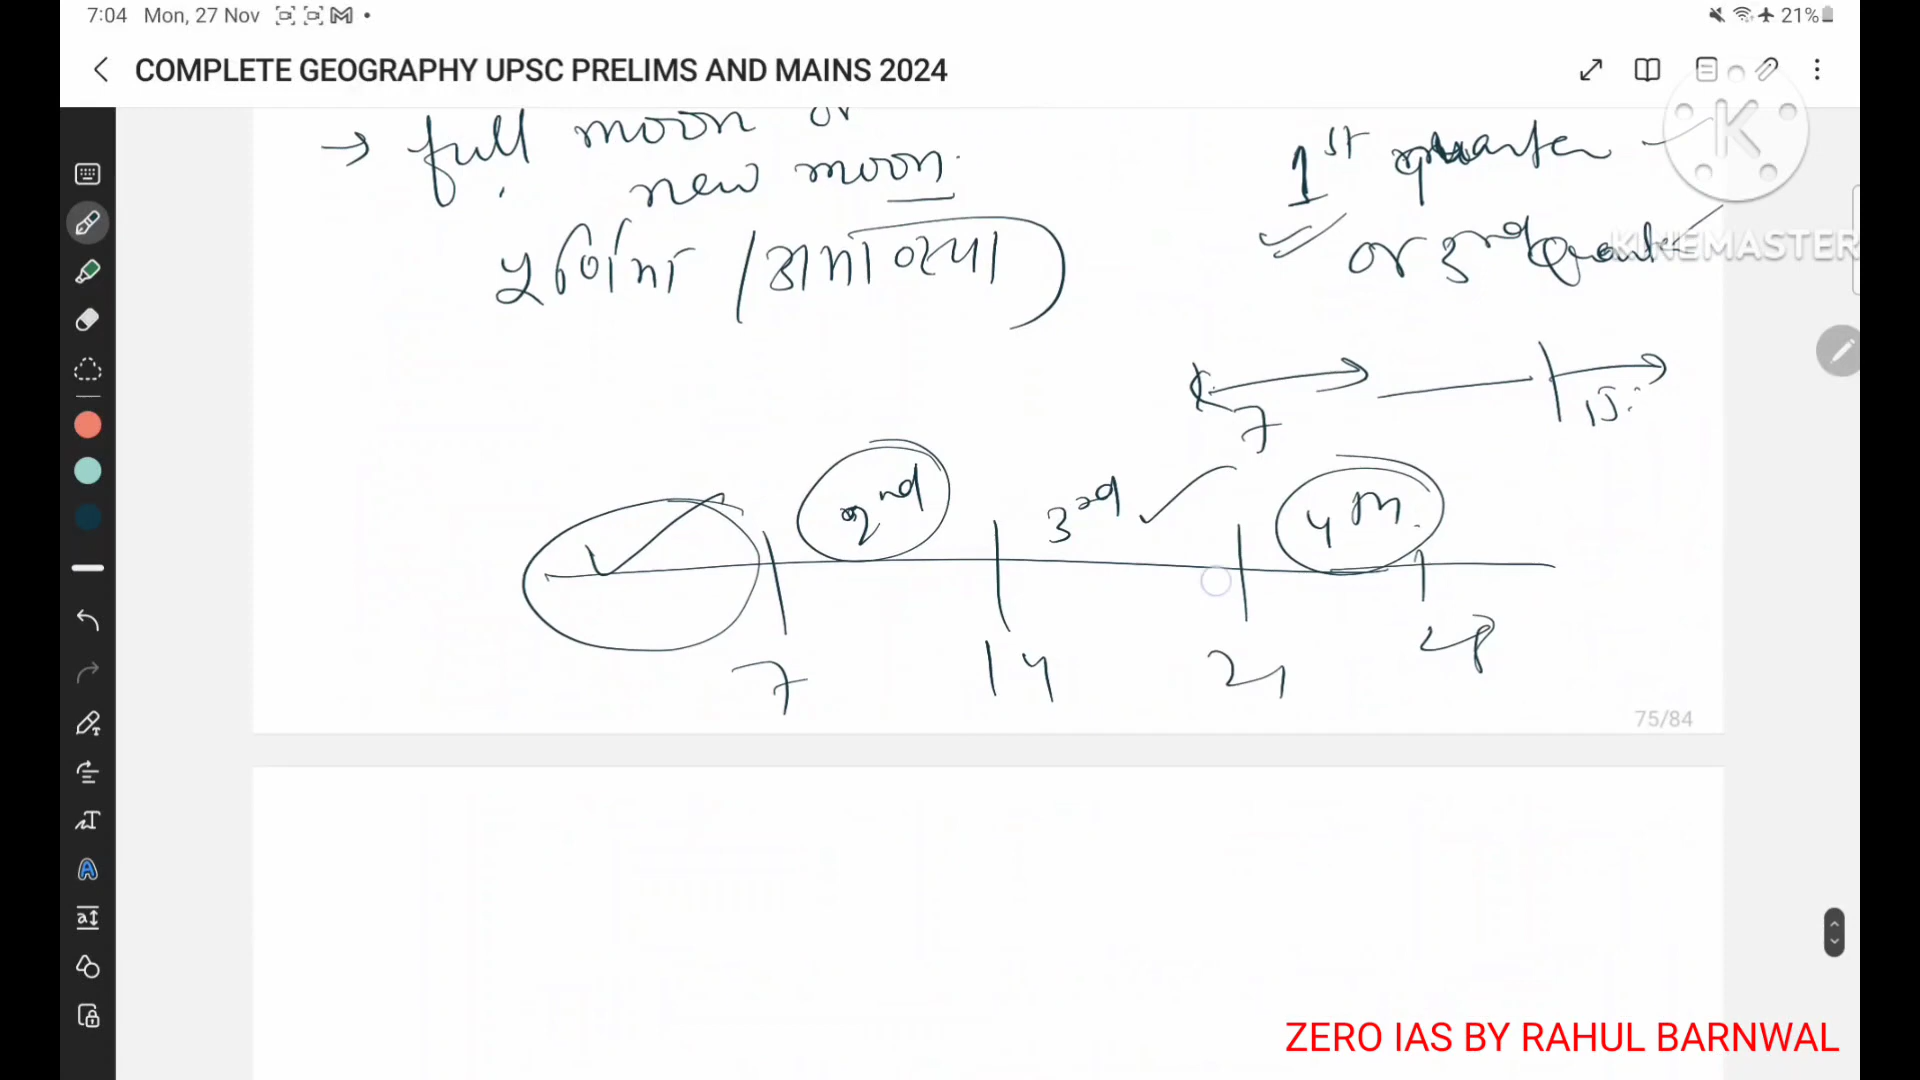 7:04 Mon, 27 Nov 21%
COMPLETE GEOGRAPHY UPSC PRELIMS AND MAINS 2024
K
KINEMASTER
→ full moon or
new moon.
पूर्णिमा / अमावस्या
1st quarter
or 3rd quarter
7 15
2nd 3rd 4th
7 14 21 28
75/84
ZERO IAS BY RAHUL BARNWAL